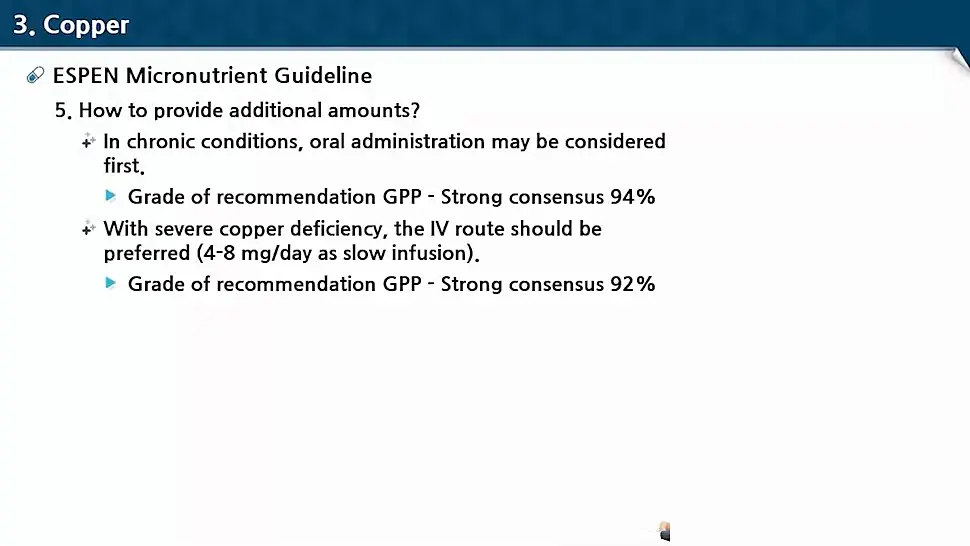 3. Copper
ESPEN Micronutrient Guideline
5. How to provide additional amounts?
In chronic conditions, oral administration may be considered
first.
Grade of recommendation GPP - Strong consensus 94%
With severe copper deficiency, the IV route should be
preferred (4-8 mg/day as slow infusion).
Grade of recommendation GPP - Strong consensus 92%